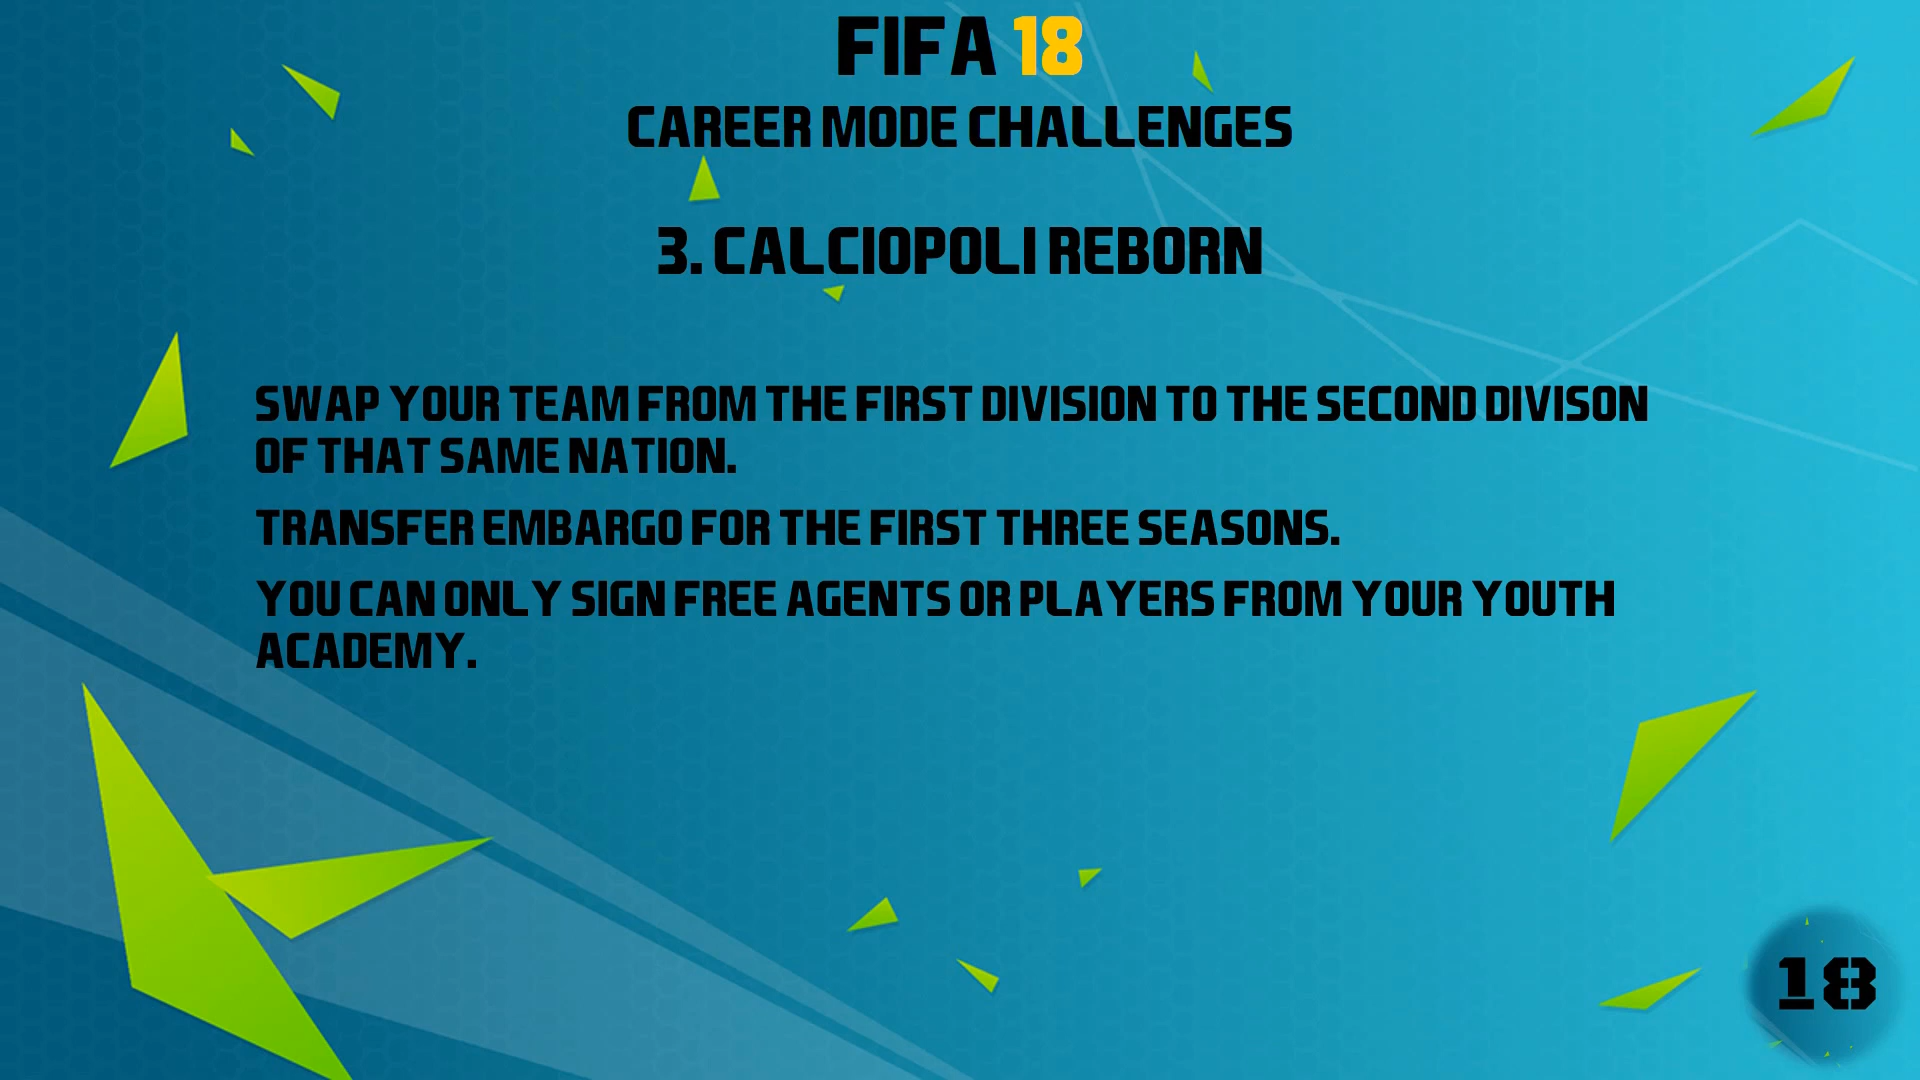 FIFA 18
CAREER MODE CHALLENGES
3. CALCIOPOLI REBORN
SWAP YOUR TEAM FROM THE FIRST DIVISION TO THE SECOND DIVISON
OF THAT SAME NATION.
TRANSFER EMBARGO FOR THE FIRST THREE SEASONS.
YOU CAN ONLY SIGN FREE AGENTS OR PLAYERS FROM YOUR YOUTH
ACADEMY.
18